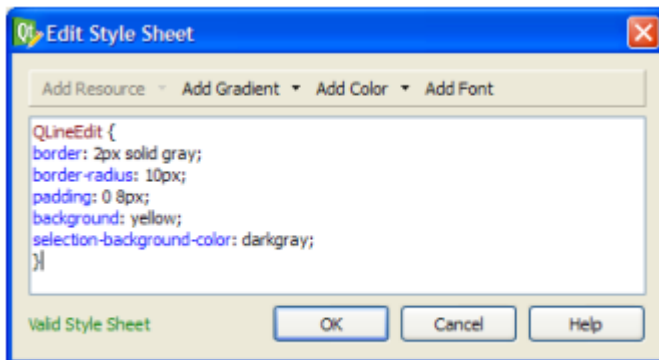 Qt Edit Style Sheet
Add Resource Add Gradient Add Color Add Font
QLineEdit {
border: 2px solid gray;
border-radius: 10px;
padding: 0 8px;
background: yellow;
selection-background-color: darkgray;
}
Valid Style Sheet OK Cancel Help